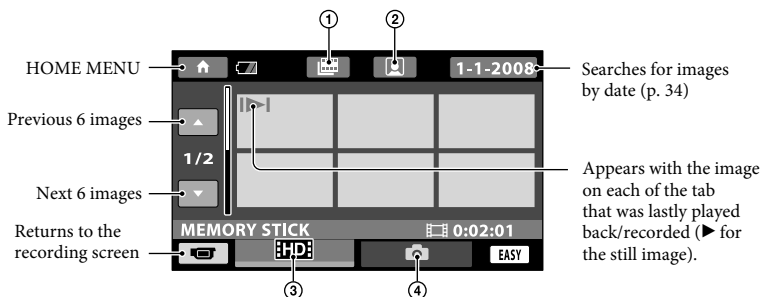 ① ②
HOME MENU
1-1-2008
Searches for images
by date (p. 34)
Previous 6 images
1/2
Next 6 images
Appears with the image
on each of the tab
that was lastly played
back/recorded (▶ for
the still image).
Returns to the
recording screen
MEMORY STICK
0:02:01
HD
EASY
③ ④